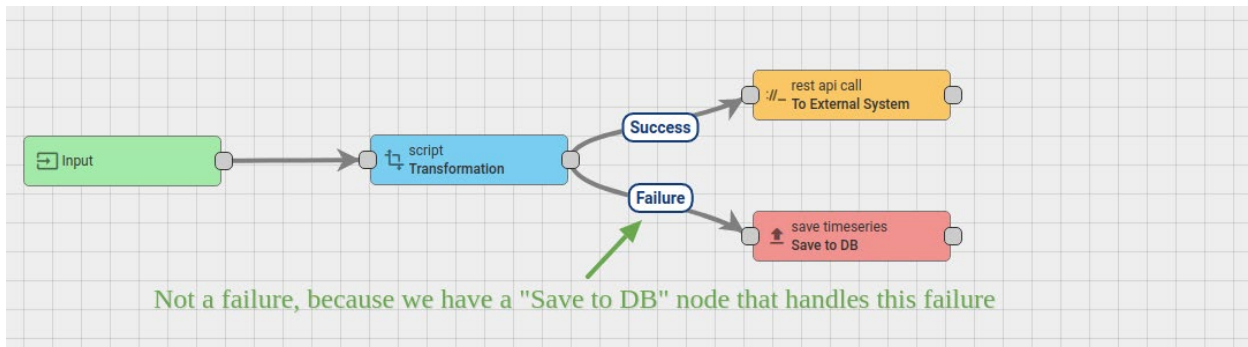 Input
script
Transformation
Success
Failure
rest api call
To External System
save timeseries
Save to DB
Not a failure, because we have a "Save to DB" node that handles this failure